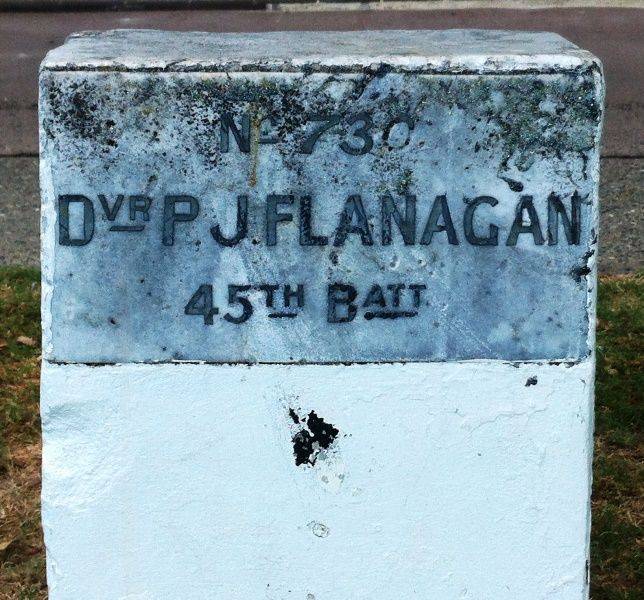 No 730
DVR P J FLANAGAN
45TH BATT.